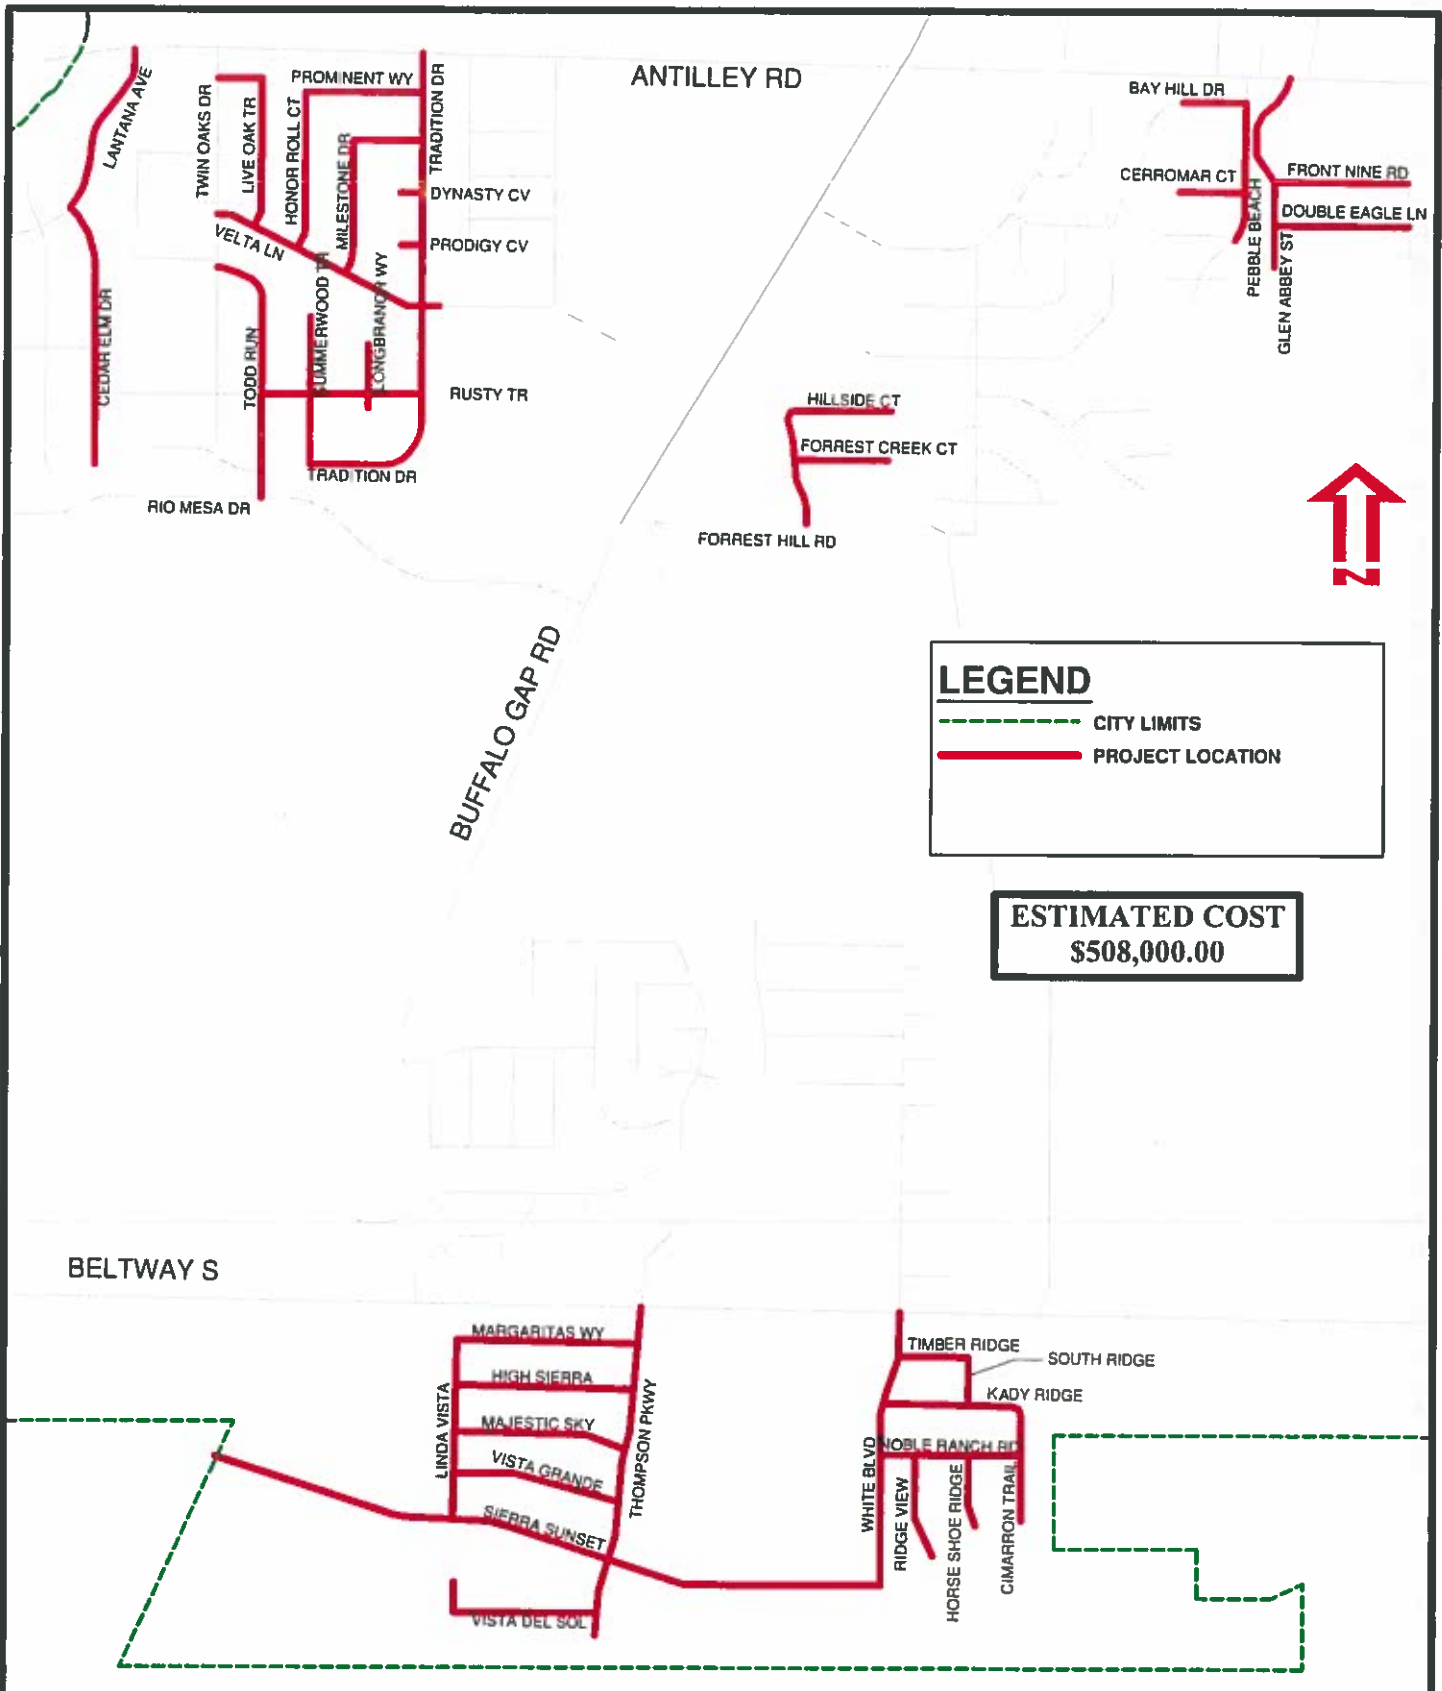 ANTILLEY RD
LANTANA AVE
TWIN OAKS DR
LIVE OAK TR
HONOR ROLL CT
PROMINENT WY
MILESTONE DR
TRADITION DR
DYNASTY CV
PRODIGY CV
VELTA LN
SUMMERWOOD TR
LONGBRANCH WY
CEDAR ELM DR
TODD RUN
RUSTY TR
TRADITION DR
RIO MESA DR
BAY HILL DR
CERROMAR CT
PEBBLE BEACH
FRONT NINE RD
DOUBLE EAGLE LN
GLEN ABBEY ST
HILLSIDE CT
FORREST CREEK CT
FORREST HILL RD
N
BUFFALO GAP RD
LEGEND
CITY LIMITS
PROJECT LOCATION
ESTIMATED COST
$508,000.00
BELTWAY S
MARGARITAS WY
HIGH SIERRA
LINDA VISTA
MAJESTIC SKY
VISTA GRANDE
SIERRA SUNSET
THOMPSON PKWY
VISTA DEL SOL
TIMBER RIDGE
SOUTH RIDGE
KADY RIDGE
WHITE BLVD
NOBLE RANCH RD
RIDGE VIEW
HORSE SHOE RIDGE
CIMARRON TRAIL